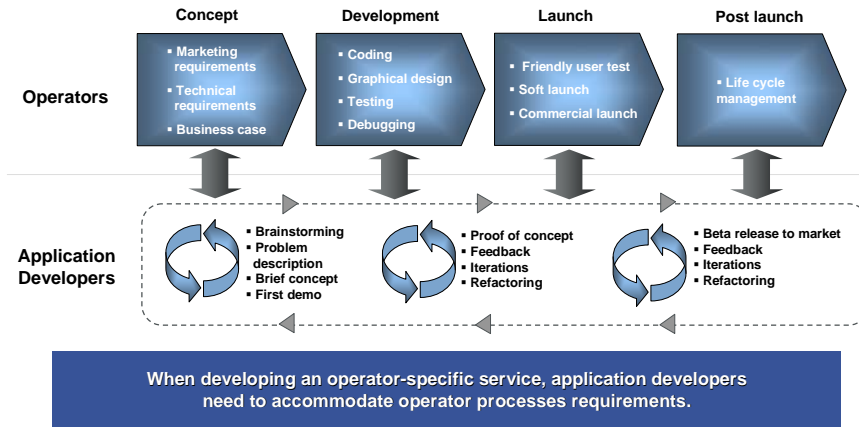 Concept
Development
Launch
Post launch
Operators
▪ Marketing
requirements
▪ Technical
requirements
▪ Business case
▪ Coding
▪ Graphical design
▪ Testing
▪ Debugging
▪ Friendly user test
▪ Soft launch
▪ Commercial launch
▪ Life cycle
management
Application
Developers
▪ Brainstorming
▪ Problem
description
▪ Brief concept
▪ First demo
▪ Proof of concept
▪ Feedback
▪ Iterations
▪ Refactoring
▪ Beta release to market
▪ Feedback
▪ Iterations
▪ Refactoring
When developing an operator-specific service, application developers
need to accommodate operator processes requirements.